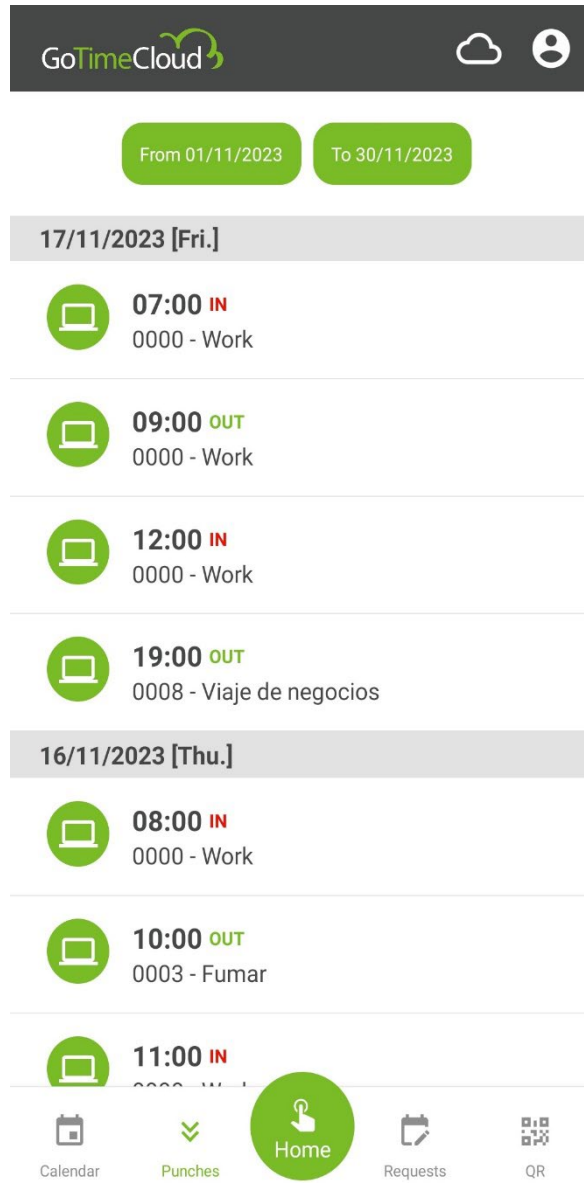 GoTimeCloud
From 01/11/2023 To 30/11/2023
17/11/2023 [Fri.]
07:00 IN
0000 - Work
09:00 OUT
0000 - Work
12:00 IN
0000 - Work
19:00 OUT
0008 - Viaje de negocios
16/11/2023 [Thu.]
08:00 IN
0000 - Work
10:00 OUT
0003 - Fumar
11:00 IN
Calendar Punches Home Requests QR